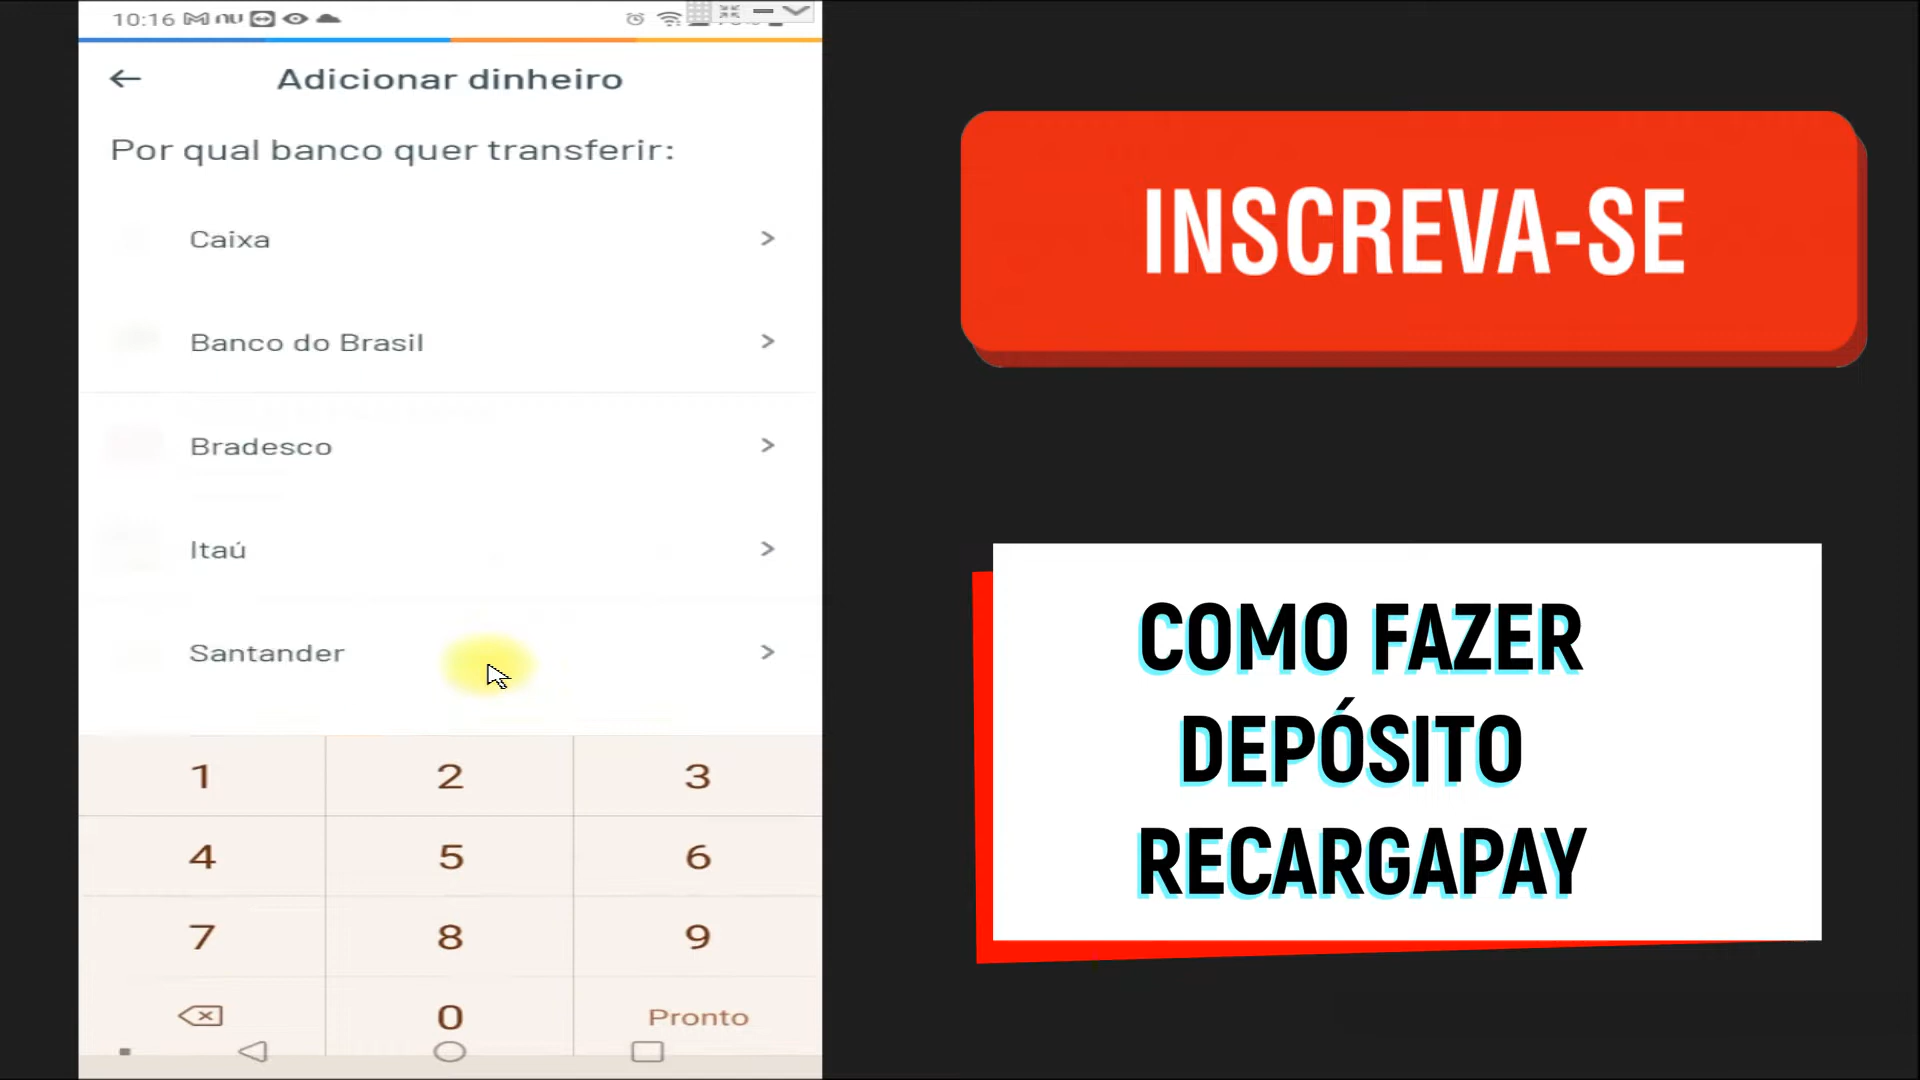 10:16
Adicionar dinheiro
Por qual banco quer transferir:
Caixa
Banco do Brasil
Bradesco
Itaú
Santander
1 2 3
4 5 6
7 8 9
0 Pronto
INSCREVA-SE
COMO FAZER
DEPÓSITO
RECARGAPAY